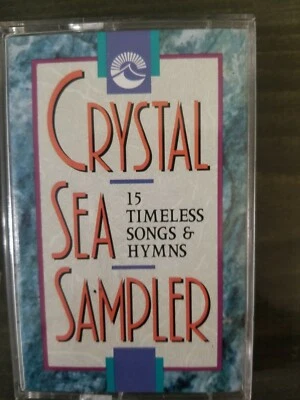 CRYSTAL
SEA
15
TIMELESS
SONGS &
HYMNS
SAMPLER